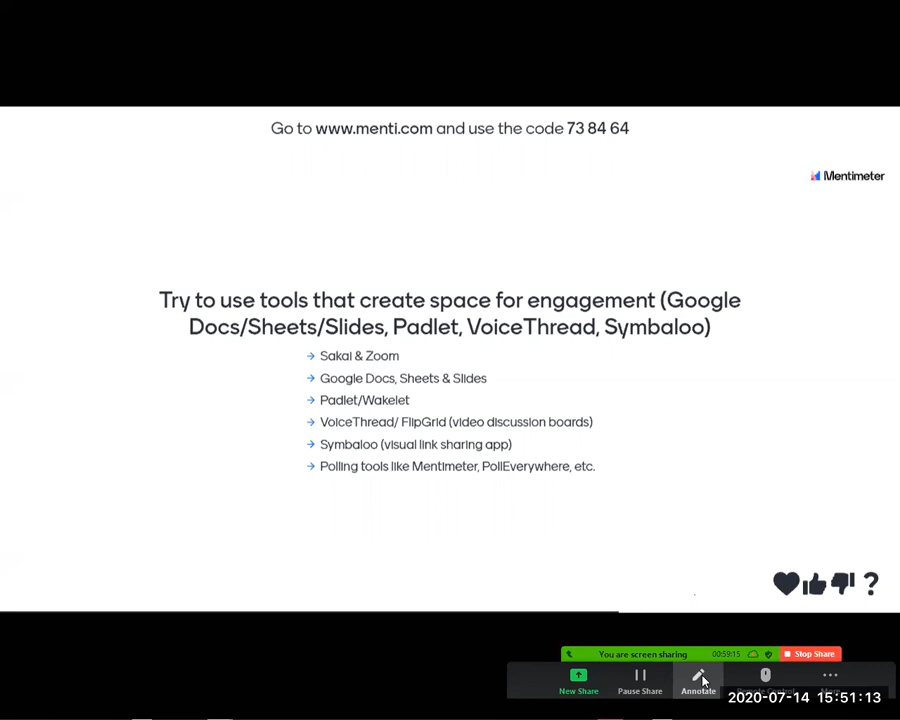 Go to www.menti.com and use the code 73 84 64
Mentimeter
Try to use tools that create space for engagement (Google
Docs/Sheets/Slides, Padlet, VoiceThread, Symbaloo)
→ Sakai & Zoom
→ Google Docs, Sheets & Slides
→ Padlet/Wakelet
→ VoiceThread/ FlipGrid (video discussion boards)
→ Symbaloo (visual link sharing app)
→ Polling tools like Mentimeter, PollEverywhere, etc.
?
You are screen sharing 00:59:15 Stop Share
New Share Pause Share Annotate
2020-07-14 15:51:13